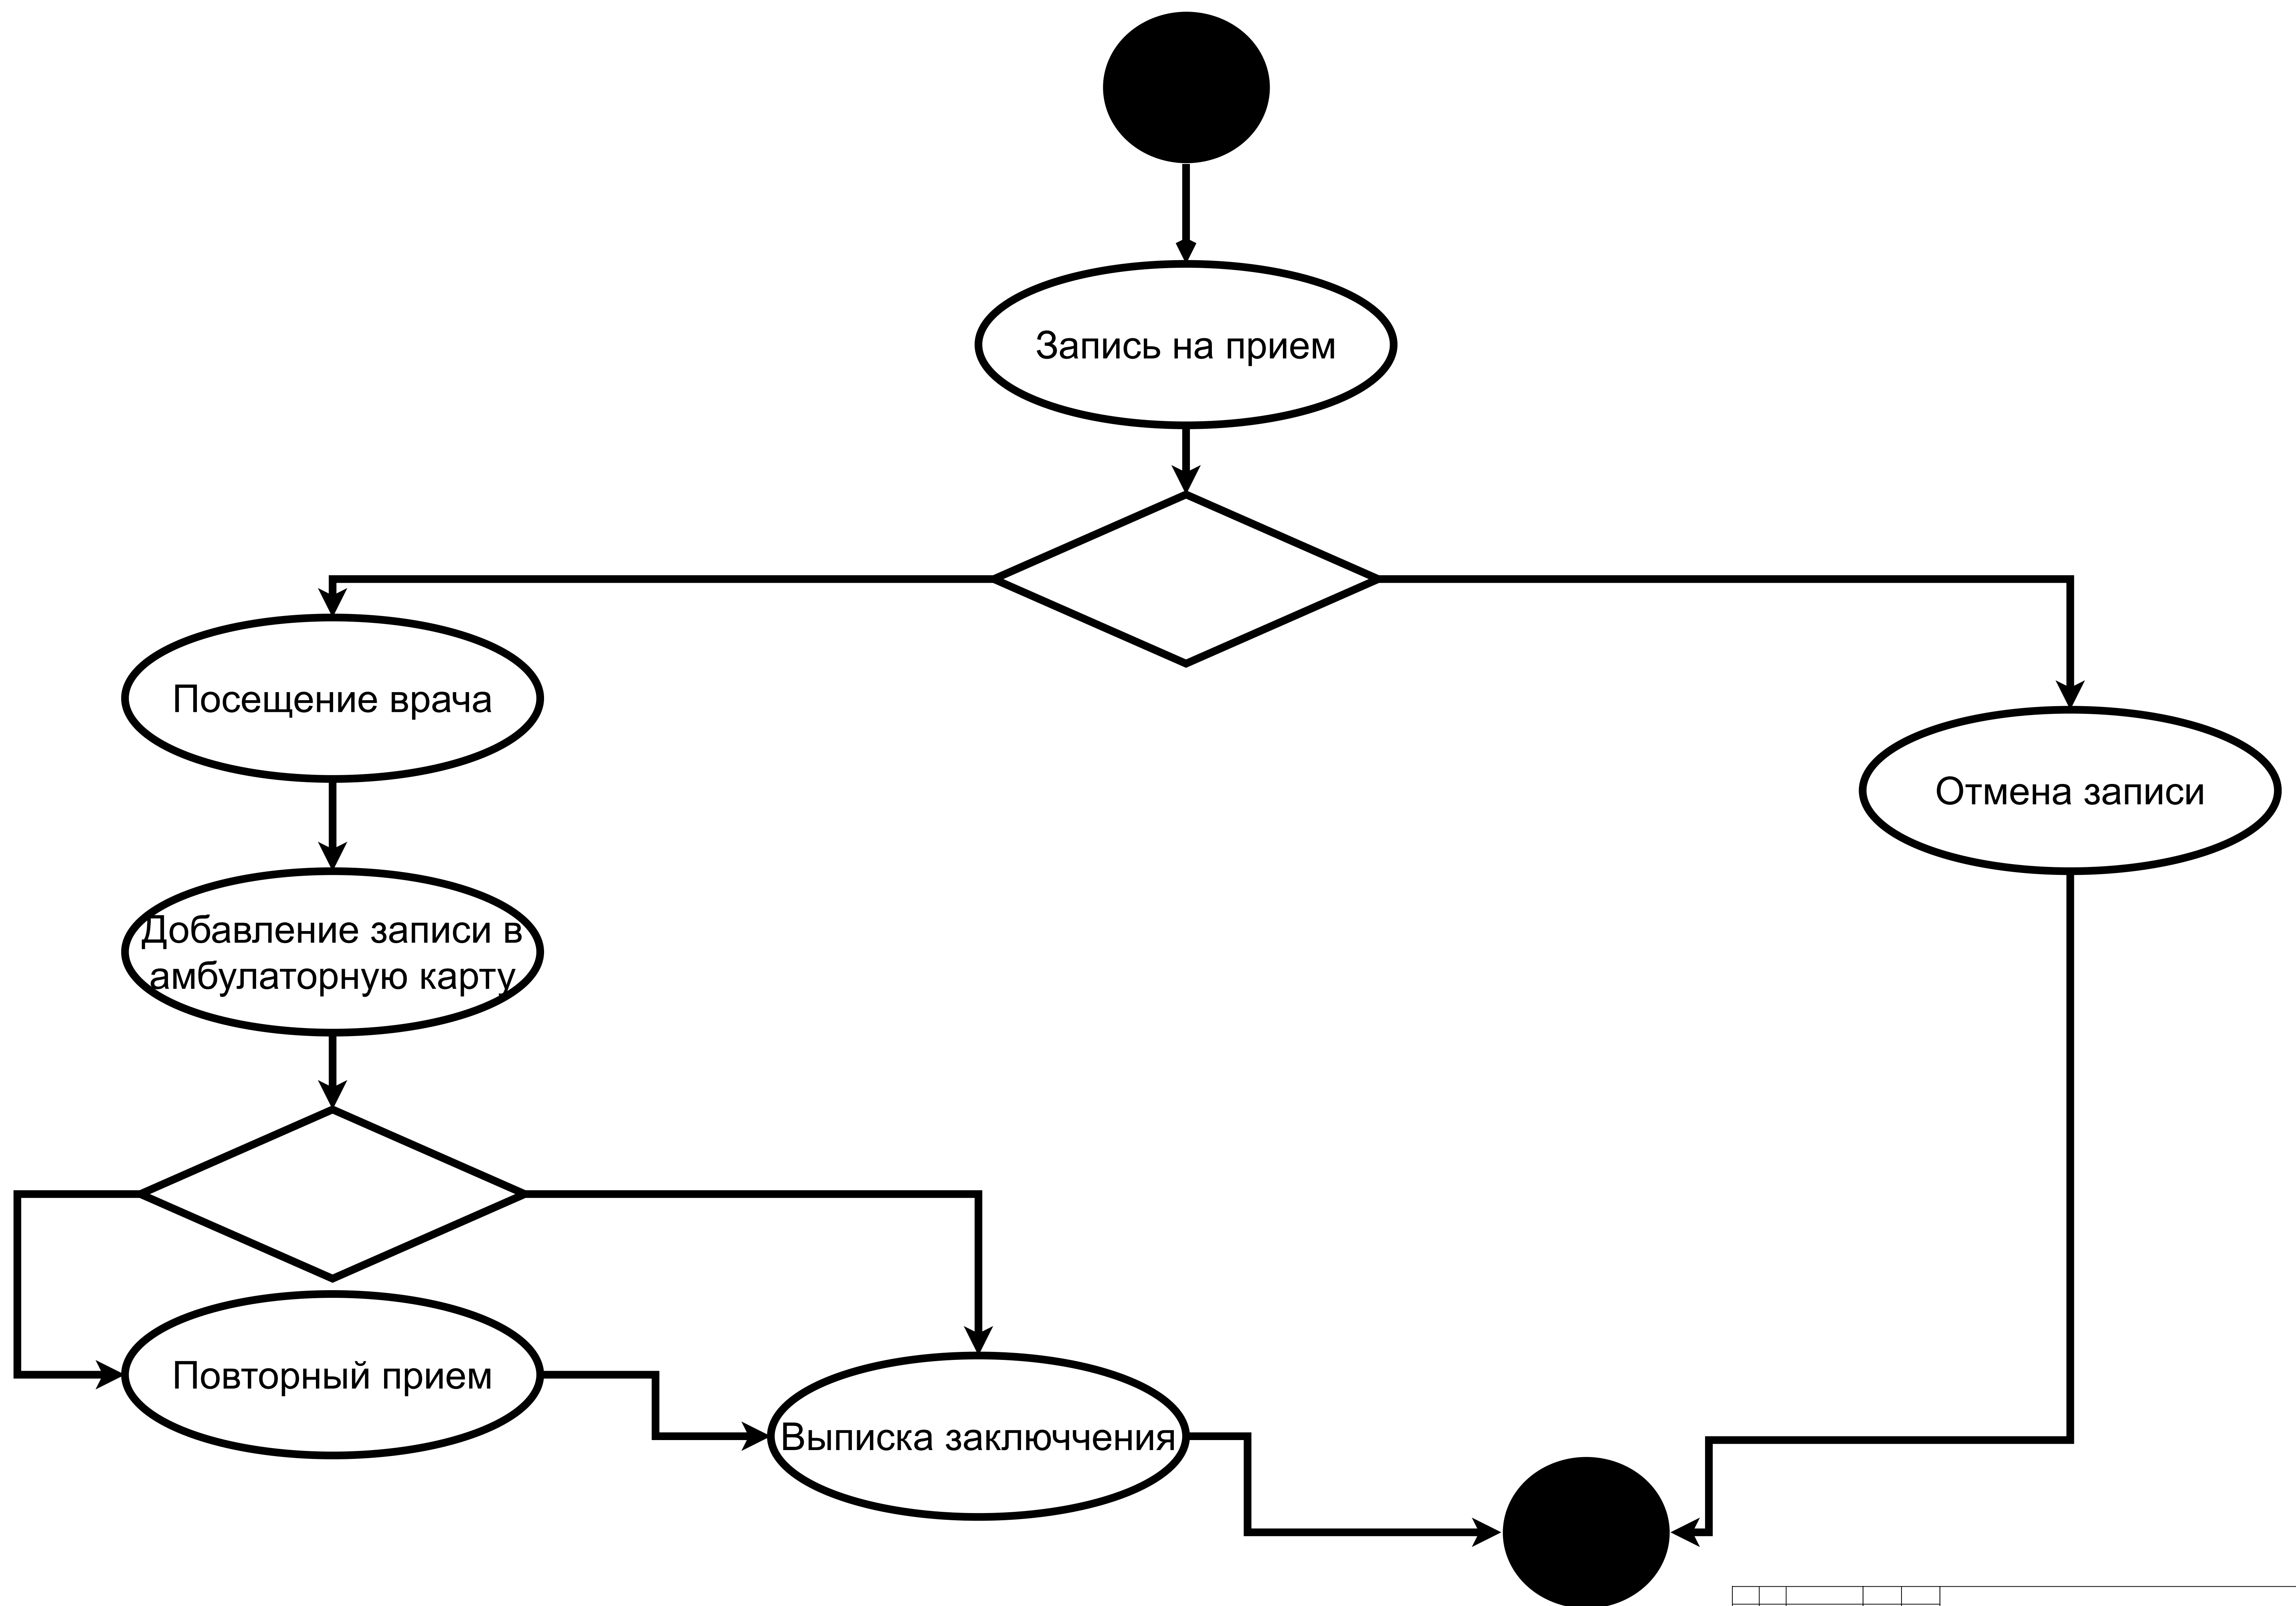 Запись на прием
Посещение врача
Отмена записи
Добавление записи в
амбулаторную карту
Повторный прием
Выписка заключчения